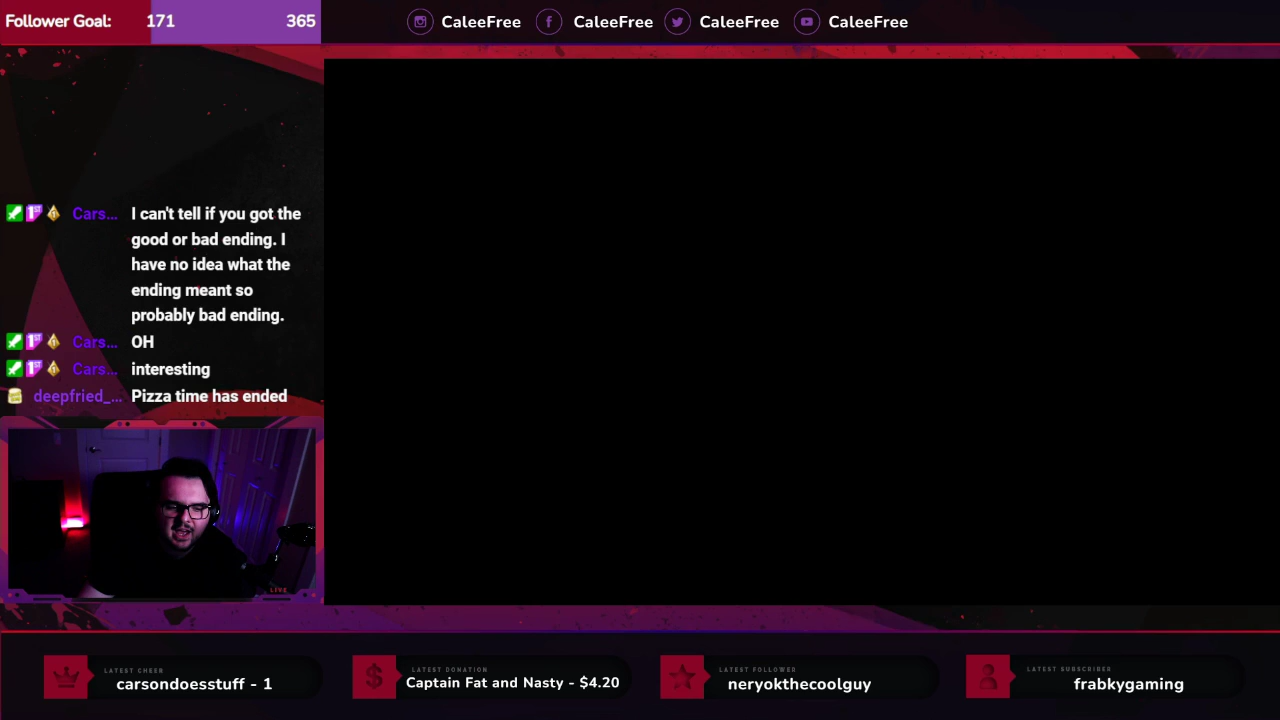 Follower Goal: 171 365
CaleeFree CaleeFree CaleeFree CaleeFree
Cars... I can't tell if you got the
good or bad ending. I
have no idea what the
ending meant so
probably bad ending.
Cars... OH
Cars... interesting
deepfried_... Pizza time has ended
LIVE
LATEST CHEER
carsondoesstuff - 1
LATEST DONATION
Captain Fat and Nasty - $4.20
LATEST FOLLOWER
neryokthecoolguy
LATEST SUBSCRIBER
frabkygaming